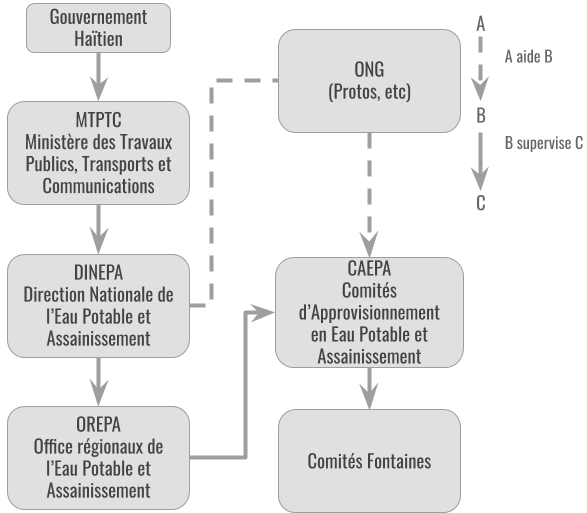 Gouvernement
Haïtien
MTPTC
Ministère des Travaux
Publics, Transports et
Communications
DINEPA
Direction Nationale de
l'Eau Potable et
Assainissement
OREPA
Office régionaux de
l'Eau Potable et
Assainissement
ONG
(Protos, etc)
CAEPA
Comités
d'Approvisionnement
en Eau Potable et
Assainissement
Comités Fontaines
A
A aide B
B
B supervise C
C